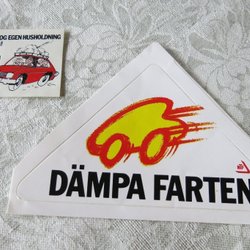 OG EGEN HUSHOLDNING
DÄMPA FARTEN